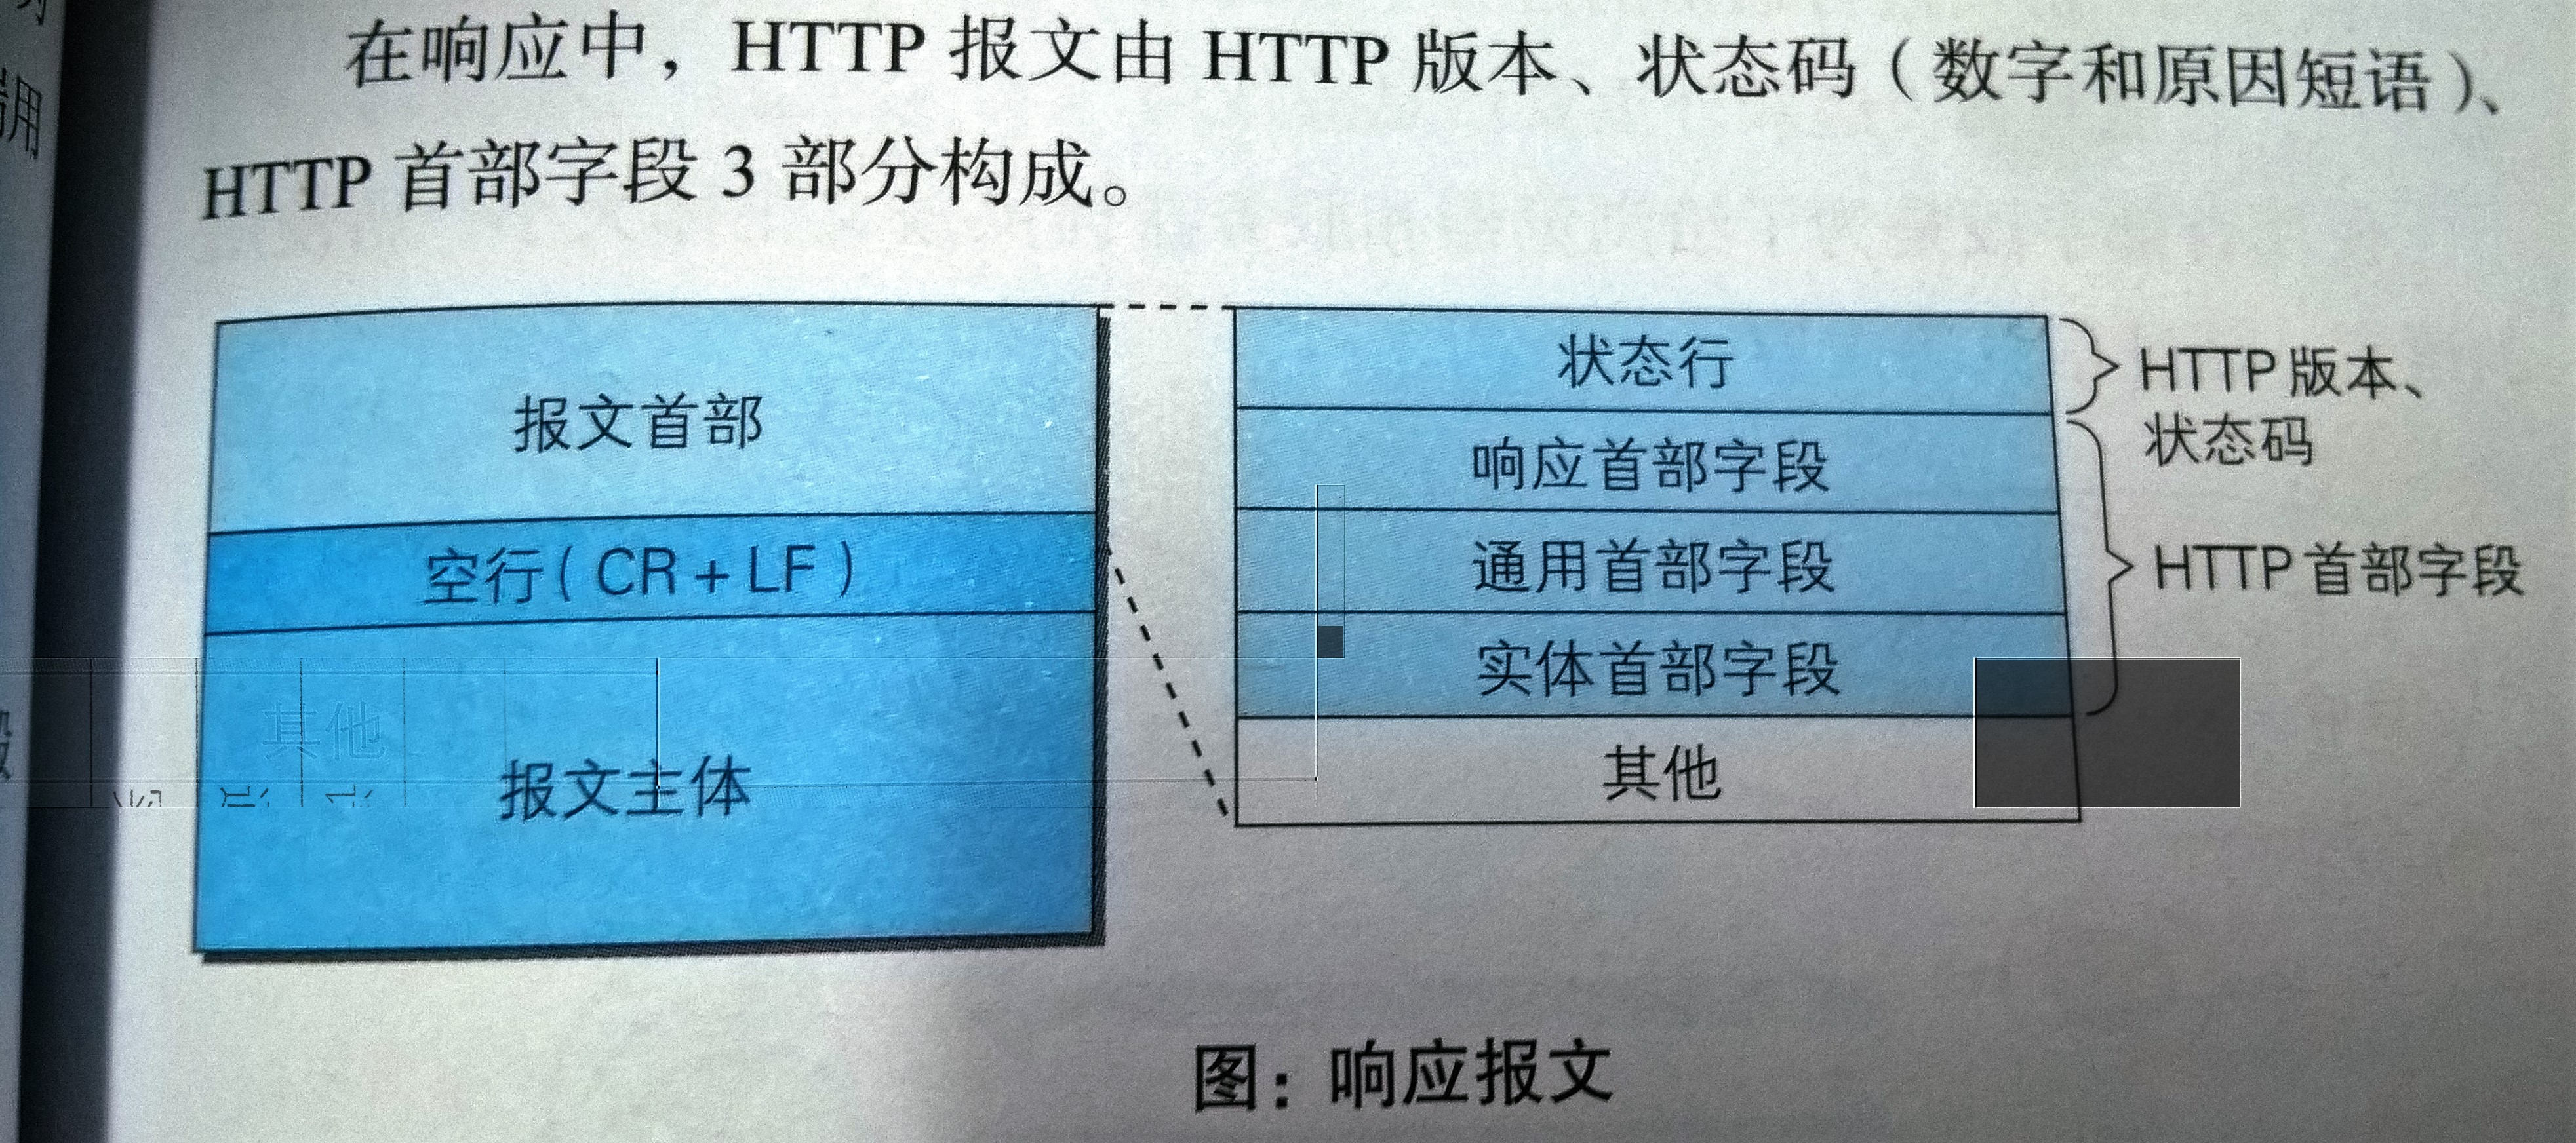 在响应中，HTTP 报文由 HTTP 版本、状态码（数字和原因短语）、
HTTP 首部字段 3 部分构成。
报文首部
空行（CR + LF）
报文主体
状态行
响应首部字段
通用首部字段
实体首部字段
其他
HTTP 版本、
状态码
HTTP 首部字段
其他
图：响应报文